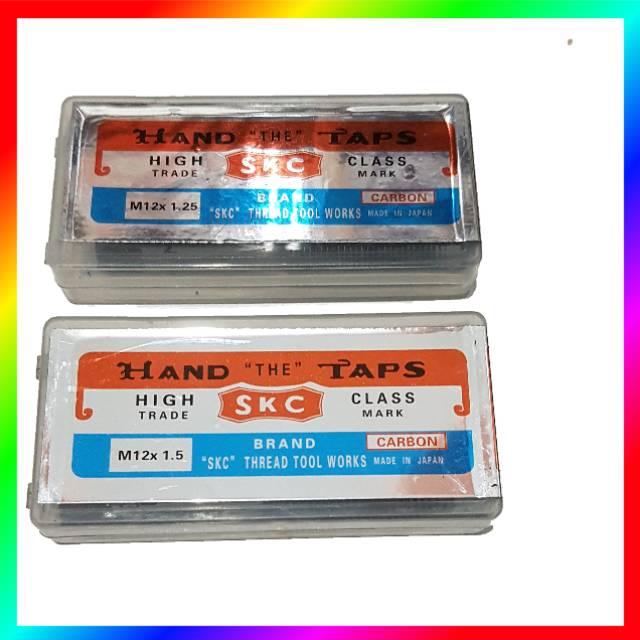 HAND "THE" TAPS
HIGH SKC CLASS
TRADE MARK
BRAND CARBON
M12x 1.25 "SKC" THREAD TOOL WORKS MADE IN JAPAN
HAND "THE" TAPS
HIGH SKC CLASS
TRADE MARK
BRAND CARBON
M12x 1.5 "SKC" THREAD TOOL WORKS MADE IN JAPAN